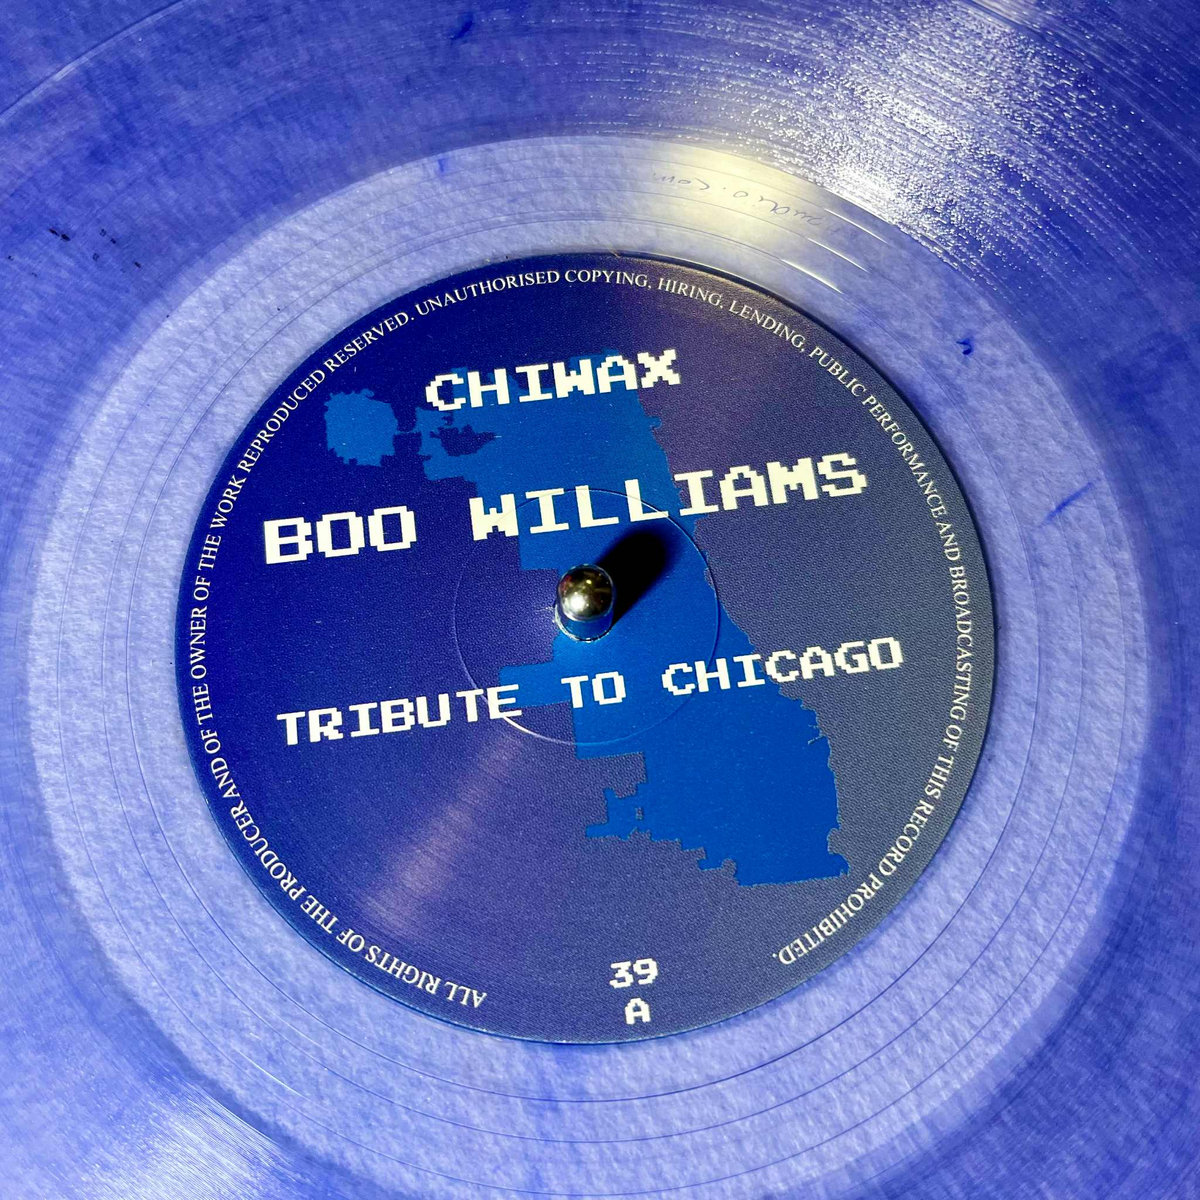 CHIWAX
BOO WILLIAMS
TRIBUTE TO CHICAGO
39
A
ALL RIGHTS OF THE PRODUCER AND OF THE OWNER OF THE WORK REPRODUCED RESERVED. UNAUTHORISED COPYING, HIRING, LENDING, PUBLIC PERFORMANCE AND BROADCASTING OF THIS RECORD PROHIBITED.